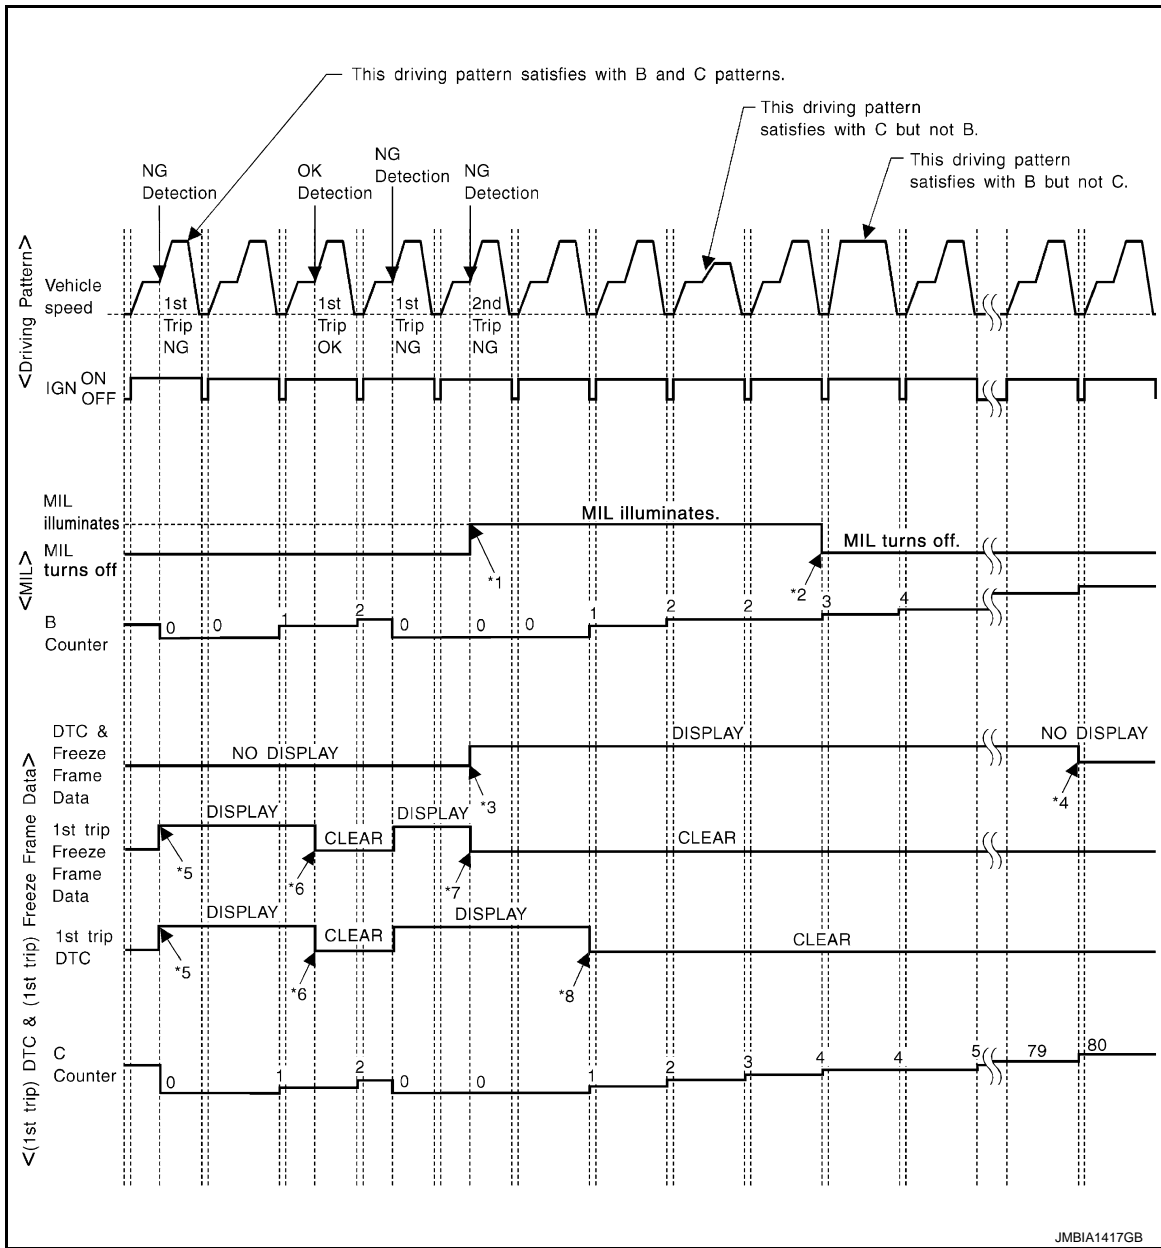 This driving pattern satisfies with B and C patterns.
This driving pattern
satisfies with C but not B.
This driving pattern
satisfies with B but not C.
NG
Detection
OK
Detection
NG
Detection
NG
Detection
<Driving Pattern>
Vehicle
speed
1st
Trip
NG
1st
Trip
OK
1st
Trip
NG
2nd
Trip
NG
IGN ON
OFF
<MIL>
MIL
illuminates
MIL
turns off
MIL illuminates.
MIL turns off.
*1
*2
B
Counter
0 0 1 2 0 0 0 1 2 2 3 4
<(1st trip) DTC & (1st trip) Freeze Frame Data>
DTC &
Freeze
Frame
Data
NO DISPLAY
DISPLAY
NO DISPLAY
*3
*4
1st trip
Freeze
Frame
Data
DISPLAY
CLEAR
DISPLAY
CLEAR
*5
*6
*7
1st trip
DTC
DISPLAY
CLEAR
DISPLAY
CLEAR
*5
*6
*8
C
Counter
0 1 2 0 0 1 2 3 4 4 5 79 80
JMBIA1417GB